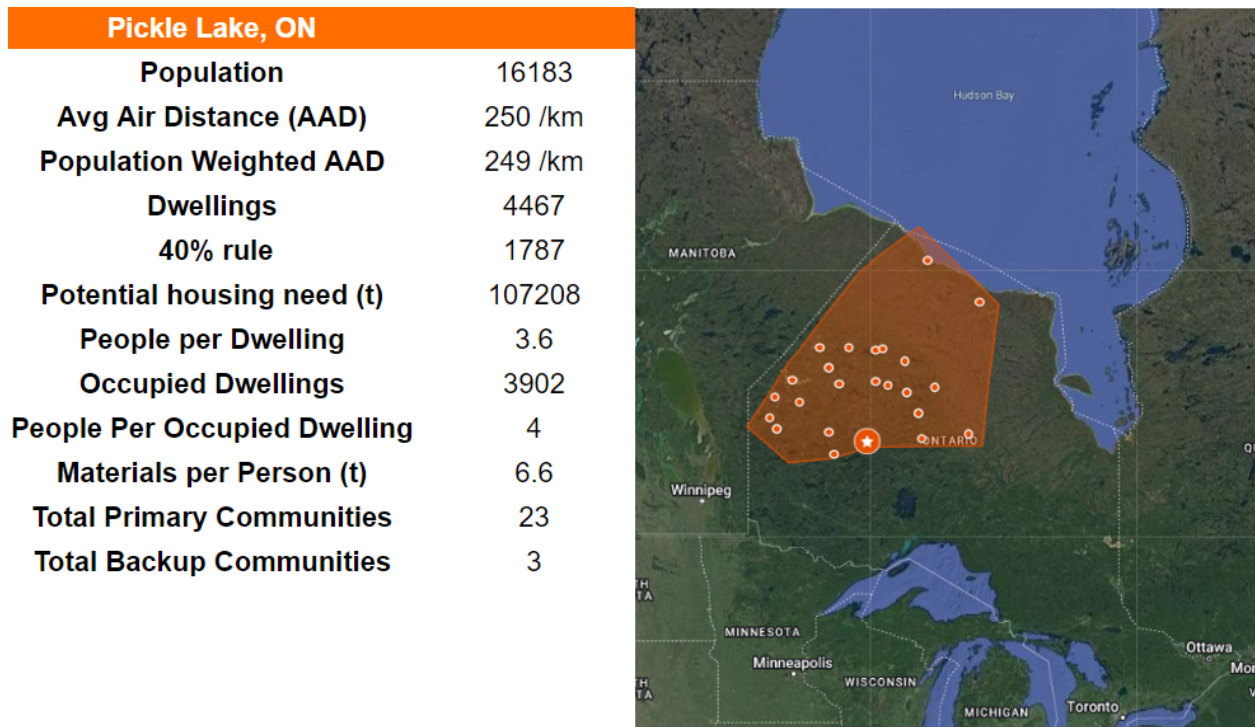 Pickle Lake, ON
Population 16183
Avg Air Distance (AAD) 250 /km
Population Weighted AAD 249 /km
Dwellings 4467
40% rule 1787
Potential housing need (t) 107208
People per Dwelling 3.6
Occupied Dwellings 3902
People Per Occupied Dwelling 4
Materials per Person (t) 6.6
Total Primary Communities 23
Total Backup Communities 3
Hudson Bay
MANITOBA
ONTARIO
Winnipeg
MINNESOTA
Minneapolis
WISCONSIN
MICHIGAN
Ottawa
Toronto